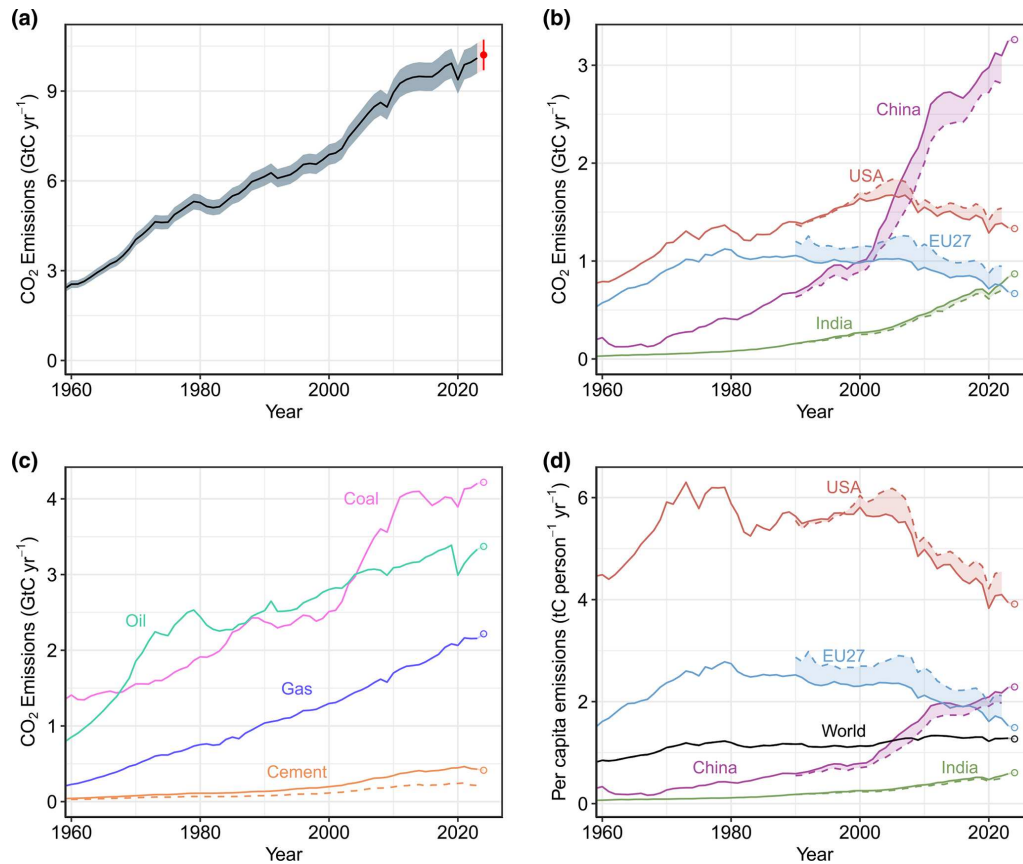 (a)
CO₂ Emissions (GtC yr⁻¹)
9
6
3
0
1960 1980 2000 2020
Year
(b)
CO₂ Emissions (GtC yr⁻¹)
3
2
1
0
China
USA
EU27
India
1960 1980 2000 2020
Year
(c)
CO₂ Emissions (GtC yr⁻¹)
4
3
2
1
0
Coal
Oil
Gas
Cement
1960 1980 2000 2020
Year
(d)
Per capita emissions (tC person⁻¹ yr⁻¹)
6
4
2
0
USA
EU27
World
China
India
1960 1980 2000 2020
Year